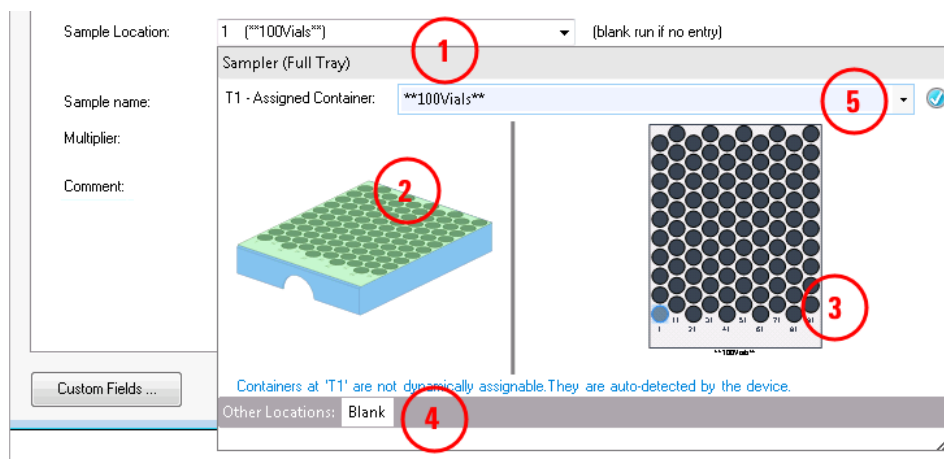 Sample Location: 1 (**100Vials**) (blank run if no entry)
1
Sampler (Full Tray)
Sample name: T1 - Assigned Container: **100Vials** 5
Multiplier:
Comment: 2
3
11 31 51 71 91
1 21 41 61 81
**100Vials**
Custom Fields ... Containers at 'T1' are not dynamically assignable.They are auto-detected by the device.
Other Locations: Blank 4